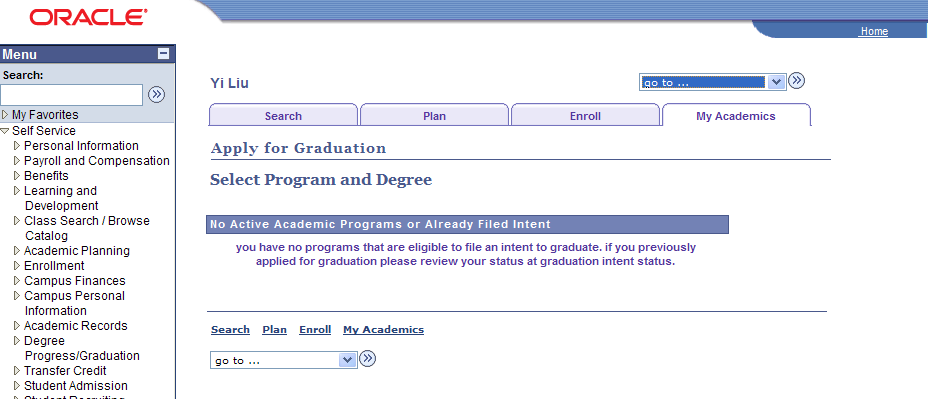 ORACLE®
Home
Menu
Search:
My Favorites
Self Service
Personal Information
Payroll and Compensation
Benefits
Learning and
Development
Class Search / Browse
Catalog
Academic Planning
Enrollment
Campus Finances
Campus Personal
Information
Academic Records
Degree
Progress/Graduation
Transfer Credit
Student Admission
Student Recruiting
Yi Liu
go to ...
Search
Plan
Enroll
My Academics
Apply for Graduation
Select Program and Degree
No Active Academic Programs or Already Filed Intent
you have no programs that are eligible to file an intent to graduate. if you previously
applied for graduation please review your status at graduation intent status.
Search Plan Enroll My Academics
go to ...